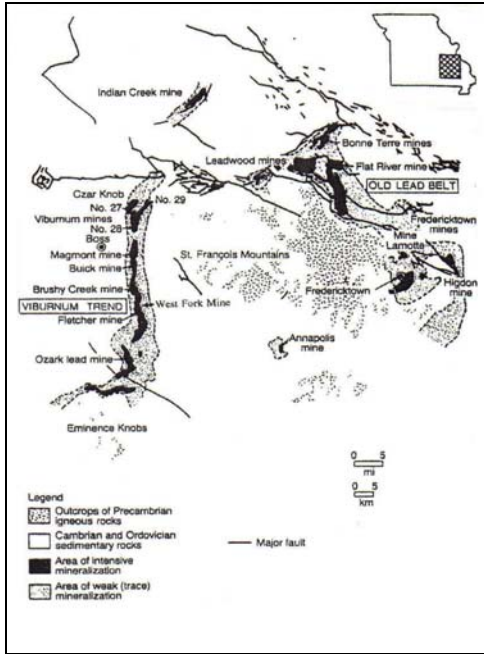 Indian Creek mine
Bonne Terre mines
Leadwood mines
Flat River mine
OLD LEAD BELT
Czar Knob
No. 29
No. 27
Viburnum mines
No. 28
Boss
Fredericktown
mines
Mine
Lamotte
Magmont mine
St. François Mountains
Buick mine
Higdon
mine
Brushy Creek mine
Fredericktown
VIBURNUM TREND
West Fork Mine
Fletcher mine
Annapolis
mine
Ozark lead mine
Eminence Knobs
0 5
mi
0 5
km
Legend
Outcrops of Precambrian
igneous rocks
Cambrian and Ordovician
sedimentary rocks
Major fault
Area of intensive
mineralization
Area of weak (trace)
mineralization